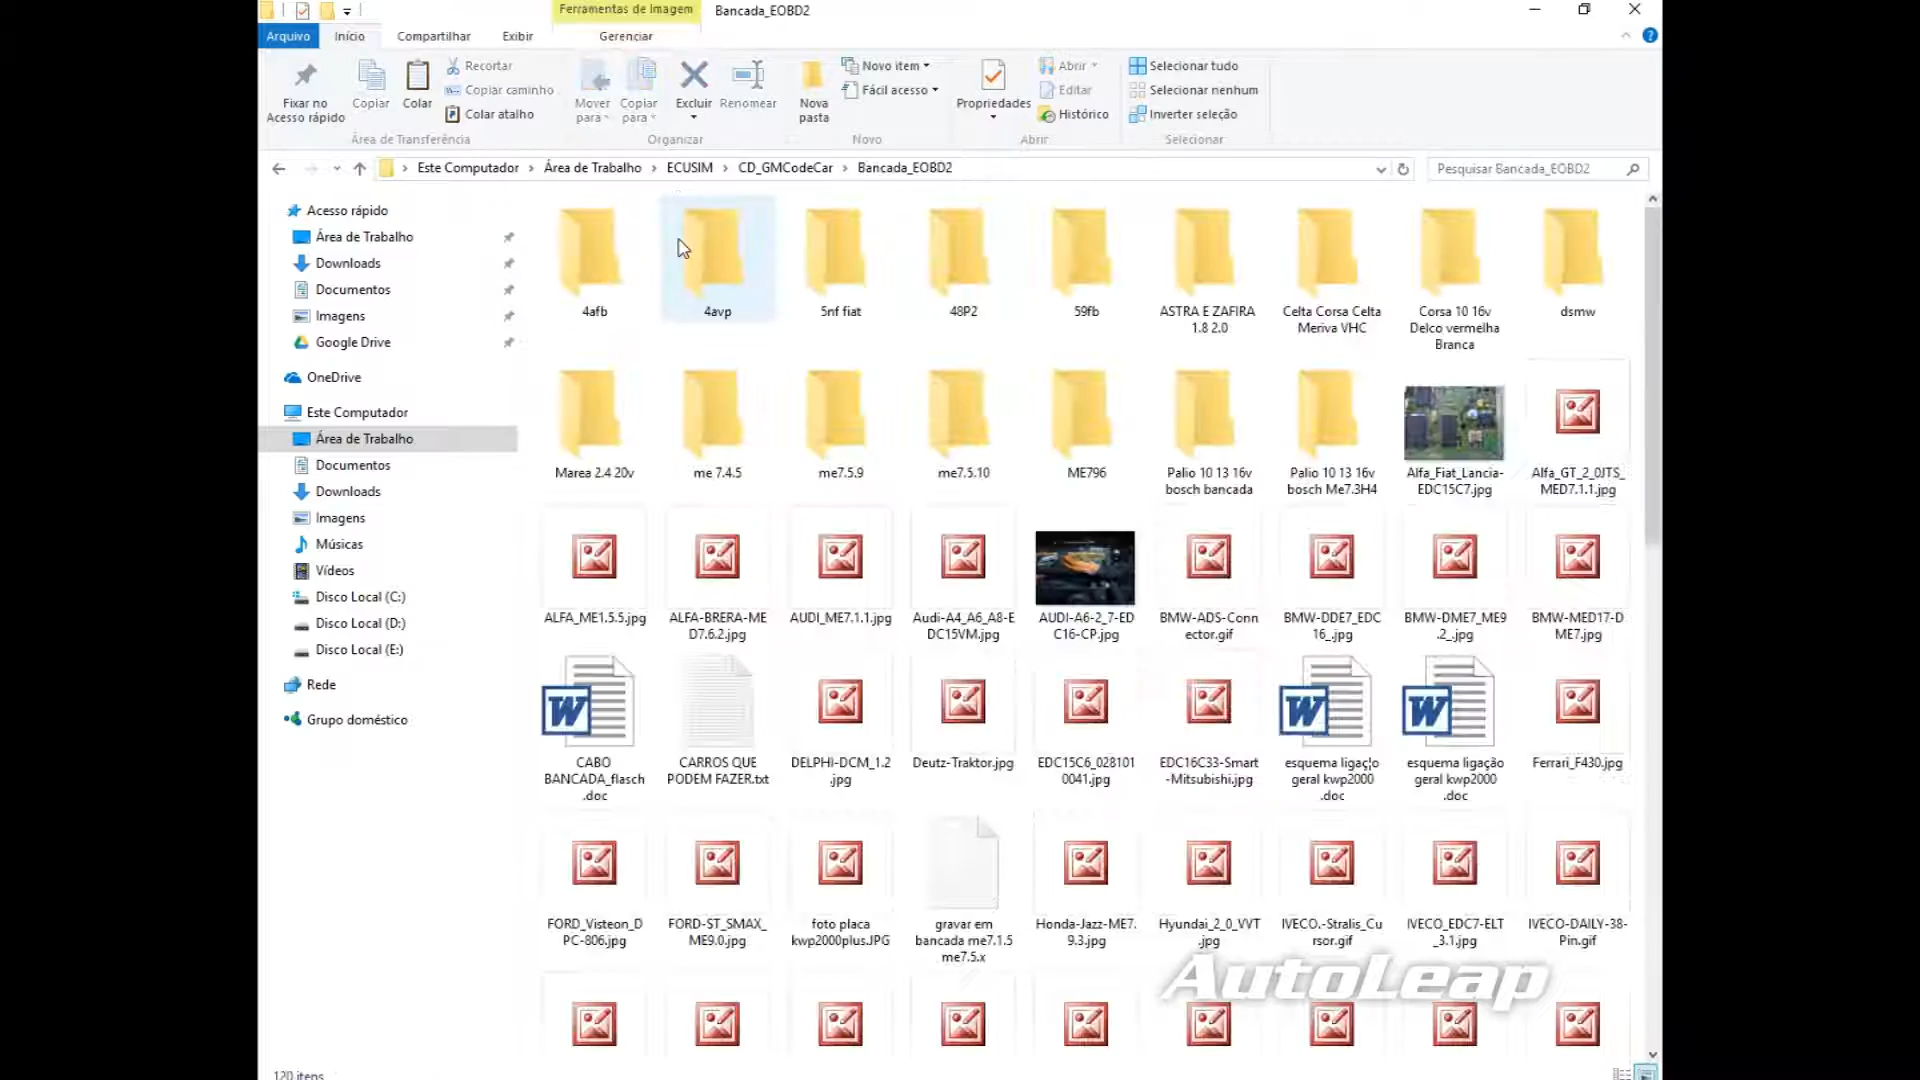 Ferramentas de Imagem
Bancada_EOBD2
Arquivo
Início
Compartilhar
Exibir
Gerenciar
Fixar no
Acesso rápido
Copiar
Colar
Recortar
Copiar caminho
Colar atalho
Área de Transferência
Mover
para
Copiar
para
Excluir
Renomear
Organizar
Nova
pasta
Novo item
Fácil acesso
Novo
Propriedades
Abrir
Editar
Histórico
Abrir
Selecionar tudo
Selecionar nenhum
Inverter seleção
Selecionar
Este Computador
Área de Trabalho
ECUSIM
CD_GMCodeCar
Bancada_EOBD2
Pesquisar Bancada_EOBD2
Acesso rápido
Área de Trabalho
Downloads
Documentos
Imagens
Google Drive
OneDrive
Este Computador
Área de Trabalho
Documentos
Downloads
Imagens
Músicas
Vídeos
Disco Local (C:)
Disco Local (D:)
Disco Local (E:)
Rede
Grupo doméstico
4afb
4avp
5nf fiat
48P2
59fb
ASTRA E ZAFIRA
1.8 2.0
Celta Corsa Celta
Meriva VHC
Corsa 10 16v
Delco vermelha
Branca
dsmw
Marea 2.4 20v
me 7.4.5
me7.5.9
me7.5.10
ME796
Palio 10 13 16v
bosch bancada
Palio 10 13 16v
bosch Me7.3H4
Alfa_Fiat_Lancia-
EDC15C7.jpg
Alfa_GT_2_0JTS_
MED7.1.1.jpg
ALFA_ME1.5.5.jpg
ALFA-BRERA-ME
D7.6.2.jpg
AUDI_ME7.1.1.jpg
Audi-A4_A6_A8-E
DC15VM.jpg
AUDI-A6-2_7-ED
C16-CP.jpg
BMW-ADS-Conn
ector.gif
BMW-DDE7_EDC
16_.jpg
BMW-DME7_ME9
.2_.jpg
BMW-MED17-D
ME7.jpg
CABO
BANCADA_flasch
.doc
CARROS QUE
PODEM FAZER.txt
DELPHI-DCM_1.2
.jpg
Deutz-Traktor.jpg
EDC15C6_028101
0041.jpg
EDC16C33-Smart
-Mitsubishi.jpg
esquema ligaç¦o
geral kwp2000
.doc
esquema ligação
geral kwp2000
.doc
Ferrari_F430.jpg
FORD_Visteon_D
PC-806.jpg
FORD-ST_SMAX_
ME9.0.jpg
foto placa
kwp2000plus.JPG
gravar em
bancada me7.1.5
me7.5.x
Honda-Jazz-ME7.
9.3.jpg
Hyundai_2_0_VVT
.jpg
IVECO.-Stralis_Cu
rsor.gif
IVECO_EDC7-ELT
_3.1.jpg
IVECO-DAILY-38-
Pin.gif
AutoLeap
120 itens